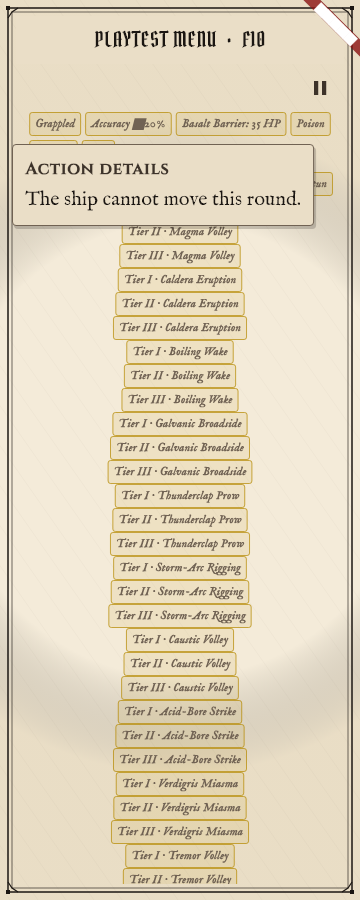 PLAYTEST MENU · F10
Grappled Accuracy 20% Basalt Barrier: 35 HP Poison
Action details
The ship cannot move this round.
Tier II · Magma Volley
Tier III · Magma Volley
Tier I · Caldera Eruption
Tier II · Caldera Eruption
Tier III · Caldera Eruption
Tier I · Boiling Wake
Tier II · Boiling Wake
Tier III · Boiling Wake
Tier I · Galvanic Broadside
Tier II · Galvanic Broadside
Tier III · Galvanic Broadside
Tier I · Thunderclap Prow
Tier II · Thunderclap Prow
Tier III · Thunderclap Prow
Tier I · Storm-Arc Rigging
Tier II · Storm-Arc Rigging
Tier III · Storm-Arc Rigging
Tier I · Caustic Volley
Tier II · Caustic Volley
Tier III · Caustic Volley
Tier I · Acid-Bore Strike
Tier II · Acid-Bore Strike
Tier III · Acid-Bore Strike
Tier I · Verdigris Miasma
Tier II · Verdigris Miasma
Tier III · Verdigris Miasma
Tier I · Tremor Volley
Tier II · Tremor Volley